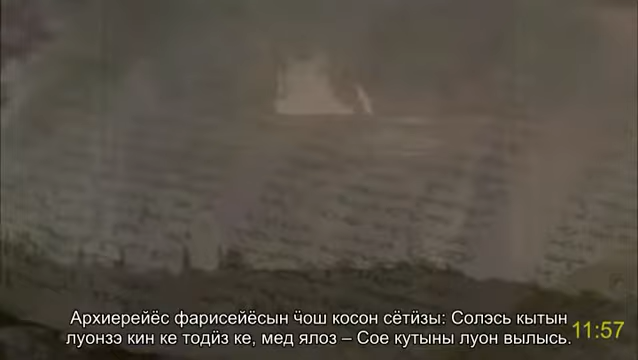 Архиерейёс фарисейёсын ӵош косон сётӥзы: Солэсь кытын
луонзэ кин ке тодӥз ке, мед ялоз – Сое кутыны луон вылысь.
11:57